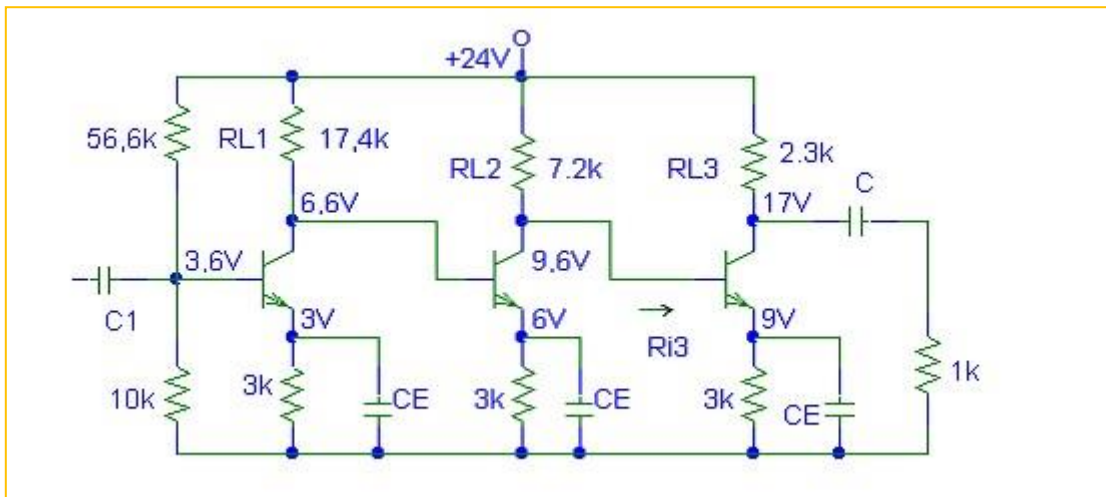 +24V
56,6k
RL1
17,4k
RL2
7.2k
RL3
2.3k
C
6,6V
17V
3,6V
9,6V
C1
3V
6V
Ri3
9V
10k
3k
CE
3k
CE
3k
CE
1k